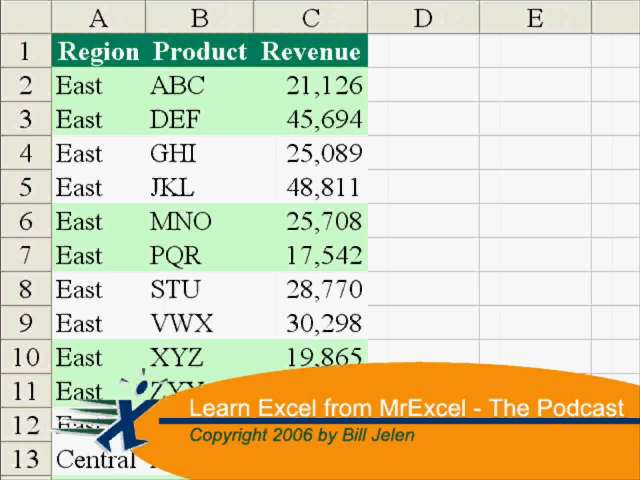 A B C D E
1 Region Product Revenue
2 East ABC 21,126
3 East DEF 45,694
4 East GHI 25,089
5 East JKL 48,811
6 East MNO 25,708
7 East PQR 17,542
8 East STU 28,770
9 East VWX 30,298
10 East XYZ 19,865
11 East
12 East
13 Central
Learn Excel from MrExcel - The Podcast
Copyright 2006 by Bill Jelen